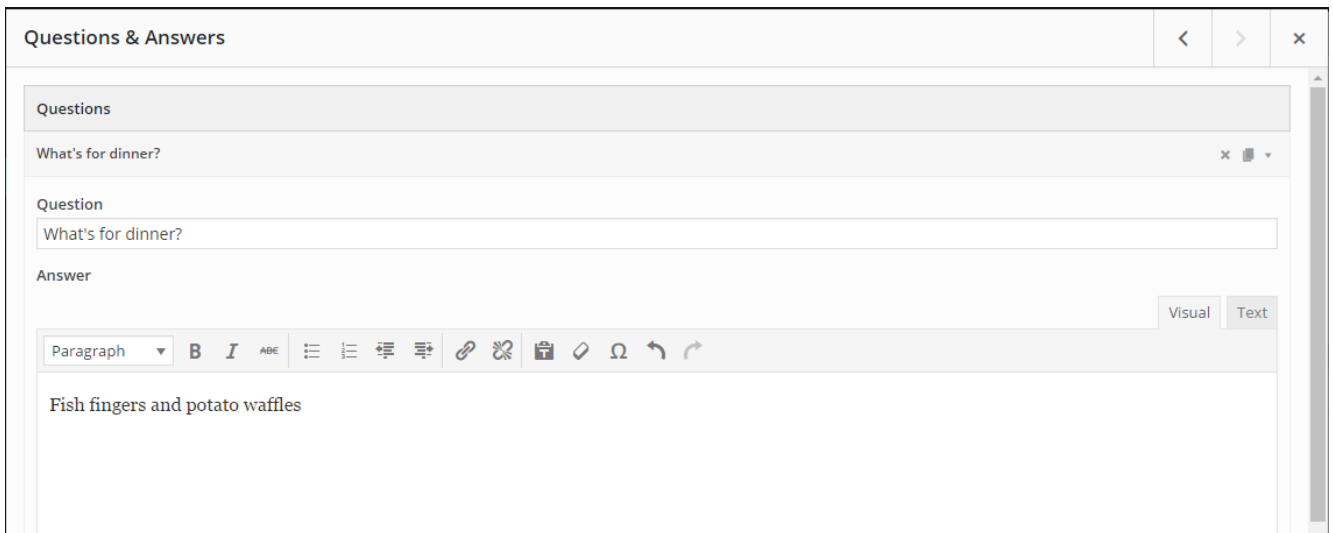 Questions & Answers
Questions
What's for dinner?
Question
What's for dinner?
Answer
Visual Text
Paragraph B I ABE Ω
Fish fingers and potato waffles